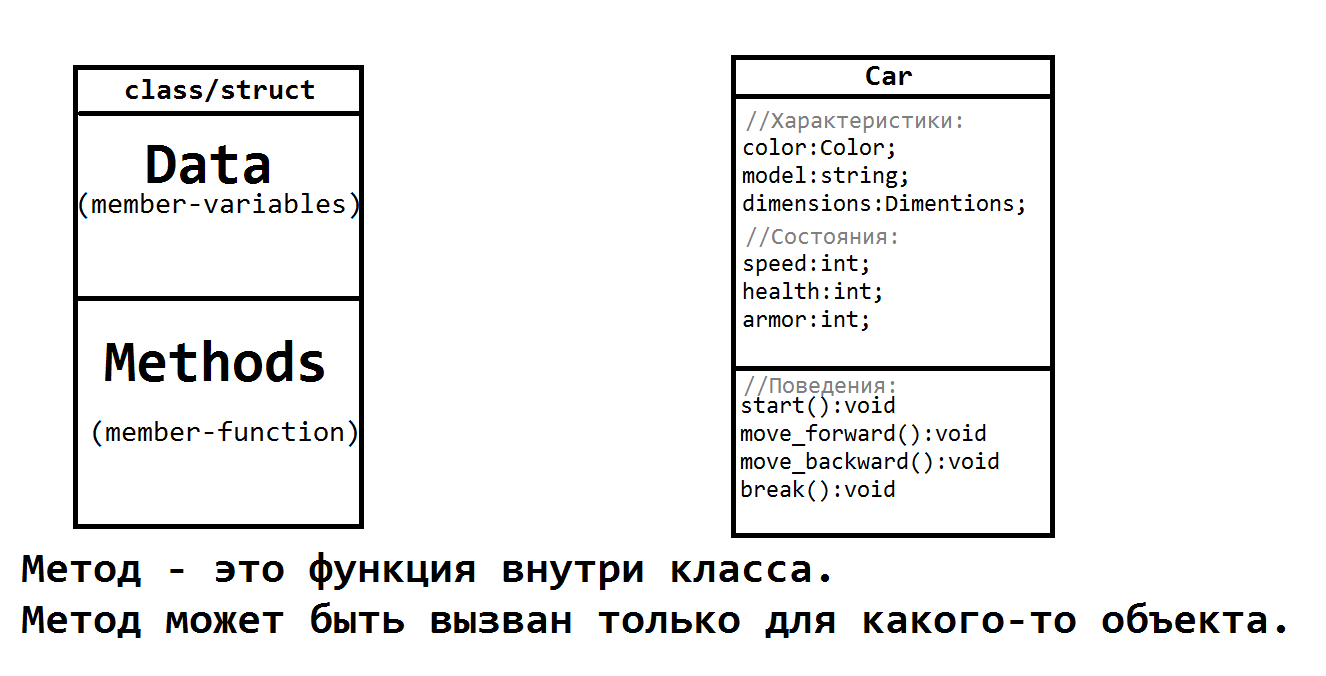 class/struct
Data
(member-variables)
Methods
(member-function)
Car
//Характеристики:
color:Color;
model:string;
dimensions:Dimentions;
//Состояния:
speed:int;
health:int;
armor:int;
//Поведения:
start():void
move_forward():void
move_backward():void
break():void
Метод - это функция внутри класса.
Метод может быть вызван только для какого-то объекта.